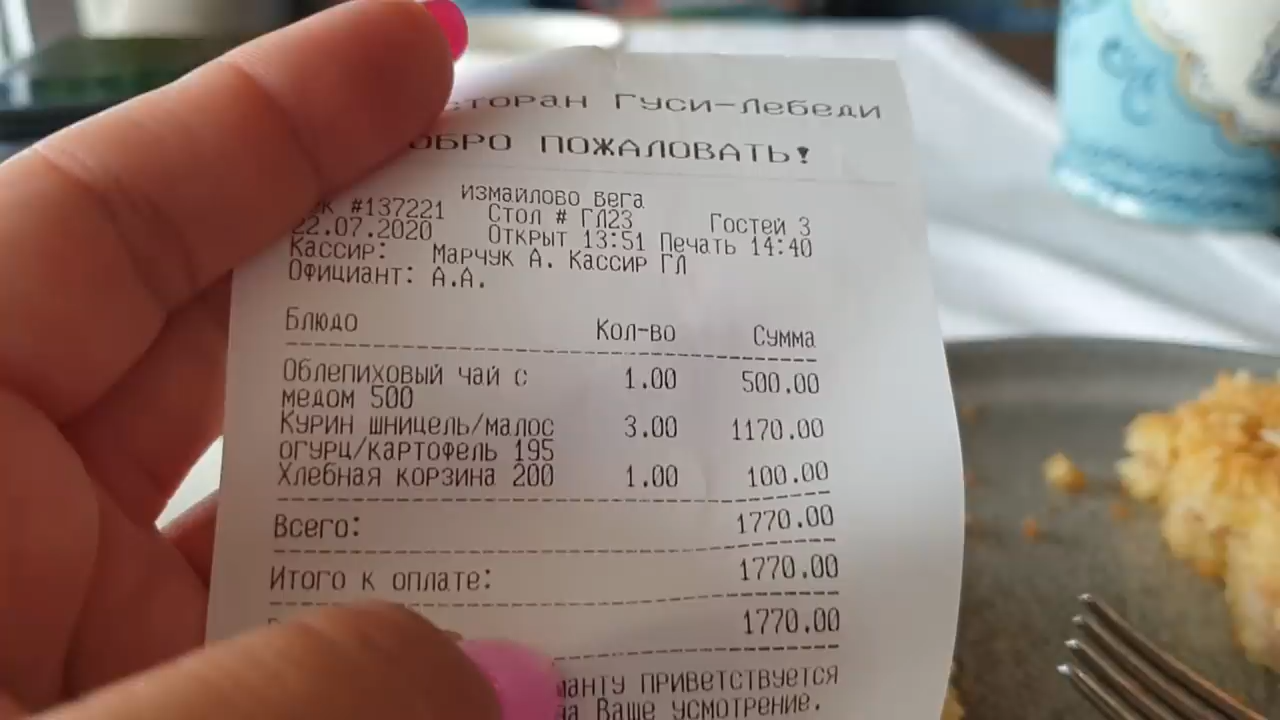 Гуси-Лебеди
ПОЖАЛОВАТЬ!
Измайлово Вега
#137221 Стол # ГЛ23 Гостей 3
22.07.2020 Открыт 13:51 Печать 14:40
Кассир: Марчук А. Кассир ГЛ
Официант: А.А.
Блюдо Кол-во Сумма
Облепиховый чай с 1.00 500.00
медом 500
Курин шницель/малос 3.00 1170.00
огурц/картофель 195
Хлебная корзина 200 1.00 100.00
Всего: 1770.00
Итого к оплате: 1770.00
1770.00
приветствуется
Ваше усмотрение.